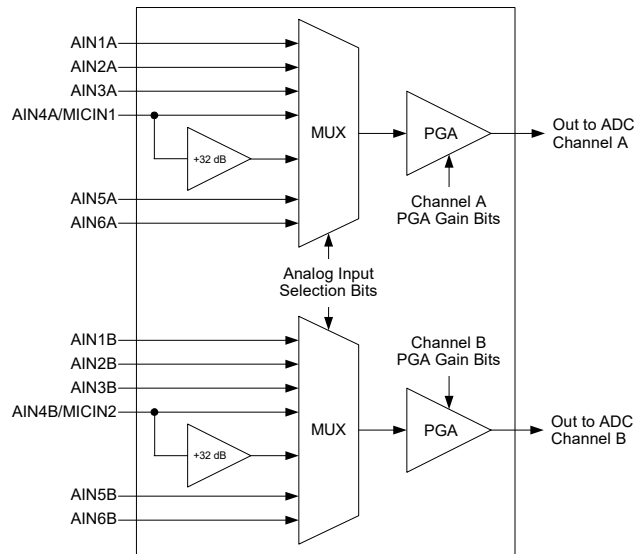 AIN1A
AIN2A
AIN3A
AIN4A/MICIN1
+32 dB
AIN5A
AIN6A
MUX
PGA
Out to ADC
Channel A
Channel A
PGA Gain Bits
Analog Input
Selection Bits
AIN1B
AIN2B
AIN3B
AIN4B/MICIN2
+32 dB
AIN5B
AIN6B
MUX
Channel B
PGA Gain Bits
PGA
Out to ADC
Channel B